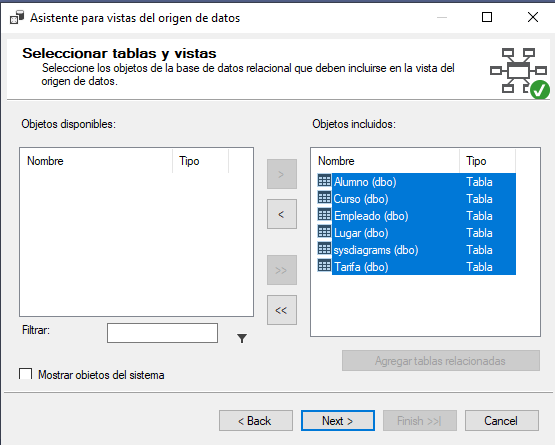 Asistente para vistas del origen de datos
Seleccionar tablas y vistas
Seleccione los objetos de la base de datos relacional que deben incluirse en la vista del
origen de datos.
Objetos disponibles:
Nombre Tipo
Filtrar:
Mostrar objetos del sistema
>
<
>>
<<
Objetos incluidos:
Nombre Tipo
Alumno (dbo) Tabla
Curso (dbo) Tabla
Empleado (dbo) Tabla
Lugar (dbo) Tabla
sysdiagrams (dbo) Tabla
Tarifa (dbo) Tabla
Agregar tablas relacionadas
< Back Next > Finish >>| Cancel